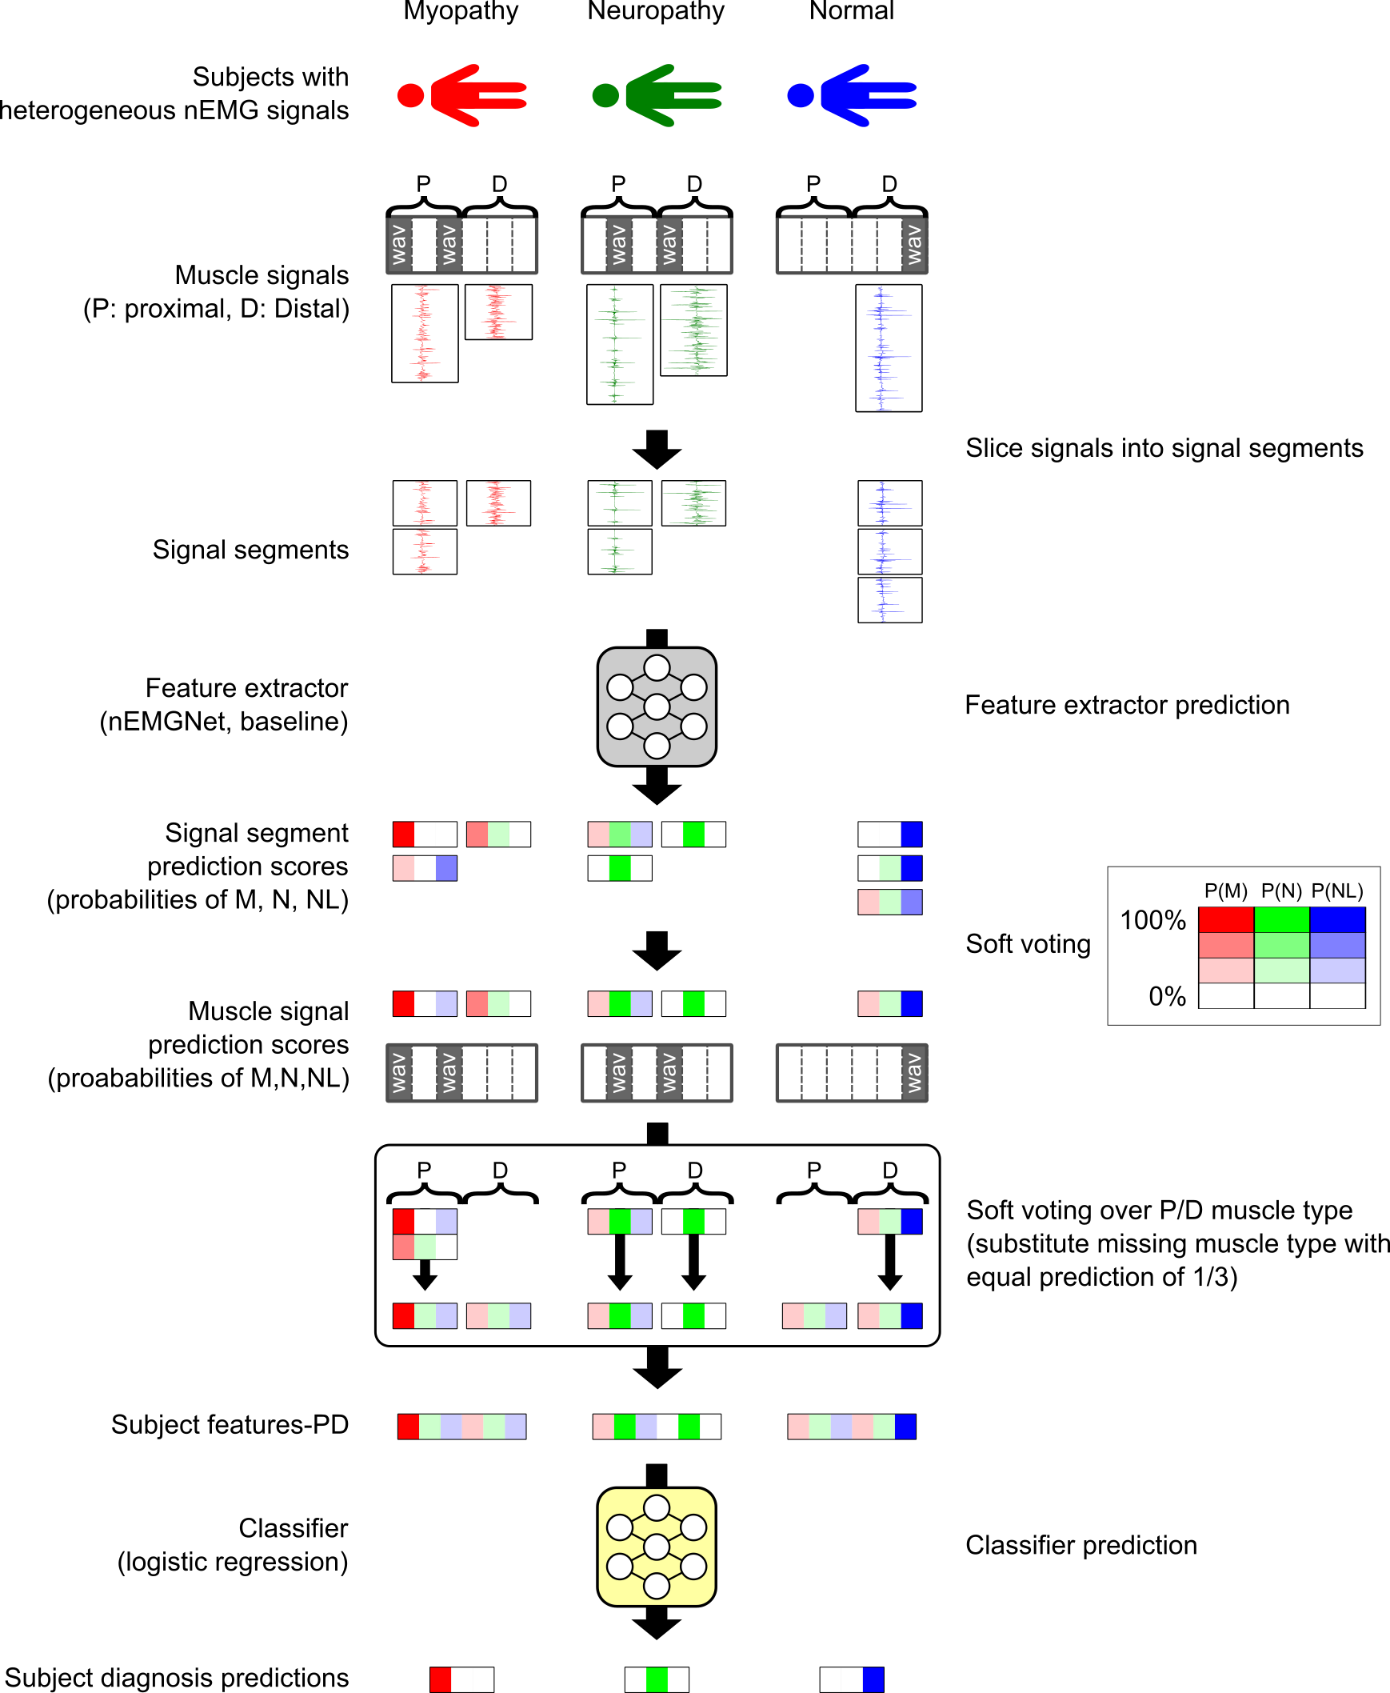 Myopathy Neuropathy Normal
Subjects with
heterogeneous nEMG signals
P D P D P D
wav wav wav wav wav
Muscle signals
(P: proximal, D: Distal)
Slice signals into signal segments
Signal segments
Feature extractor
(nEMGNet, baseline)
Feature extractor prediction
Signal segment
prediction scores
(probabilities of M, N, NL)
P(M) P(N) P(NL)
100%
0%
Soft voting
Muscle signal
prediction scores
(proababilities of M,N,NL)
wav wav wav wav wav
P D P D P D
Soft voting over P/D muscle type
(substitute missing muscle type with
equal prediction of 1/3)
Subject features-PD
Classifier
(logistic regression)
Classifier prediction
Subject diagnosis predictions